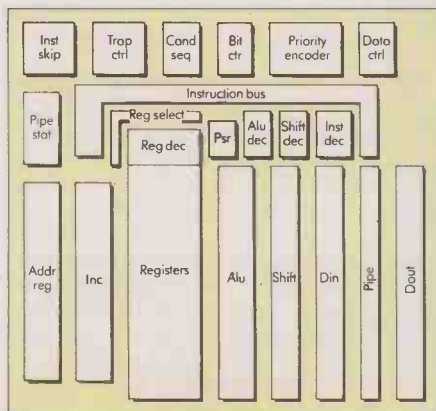 Inst
skip
Trap
ctrl
Cond
seq
Bit
ctr
Priority
encoder
Data
ctrl
Instruction bus
Pipe
stat
Reg select
Reg dec
Psr
Alu
dec
Shift
dec
Inst
dec
Addr
reg
Inc
Registers
Alu
Shift
Din
Pipe
Dout